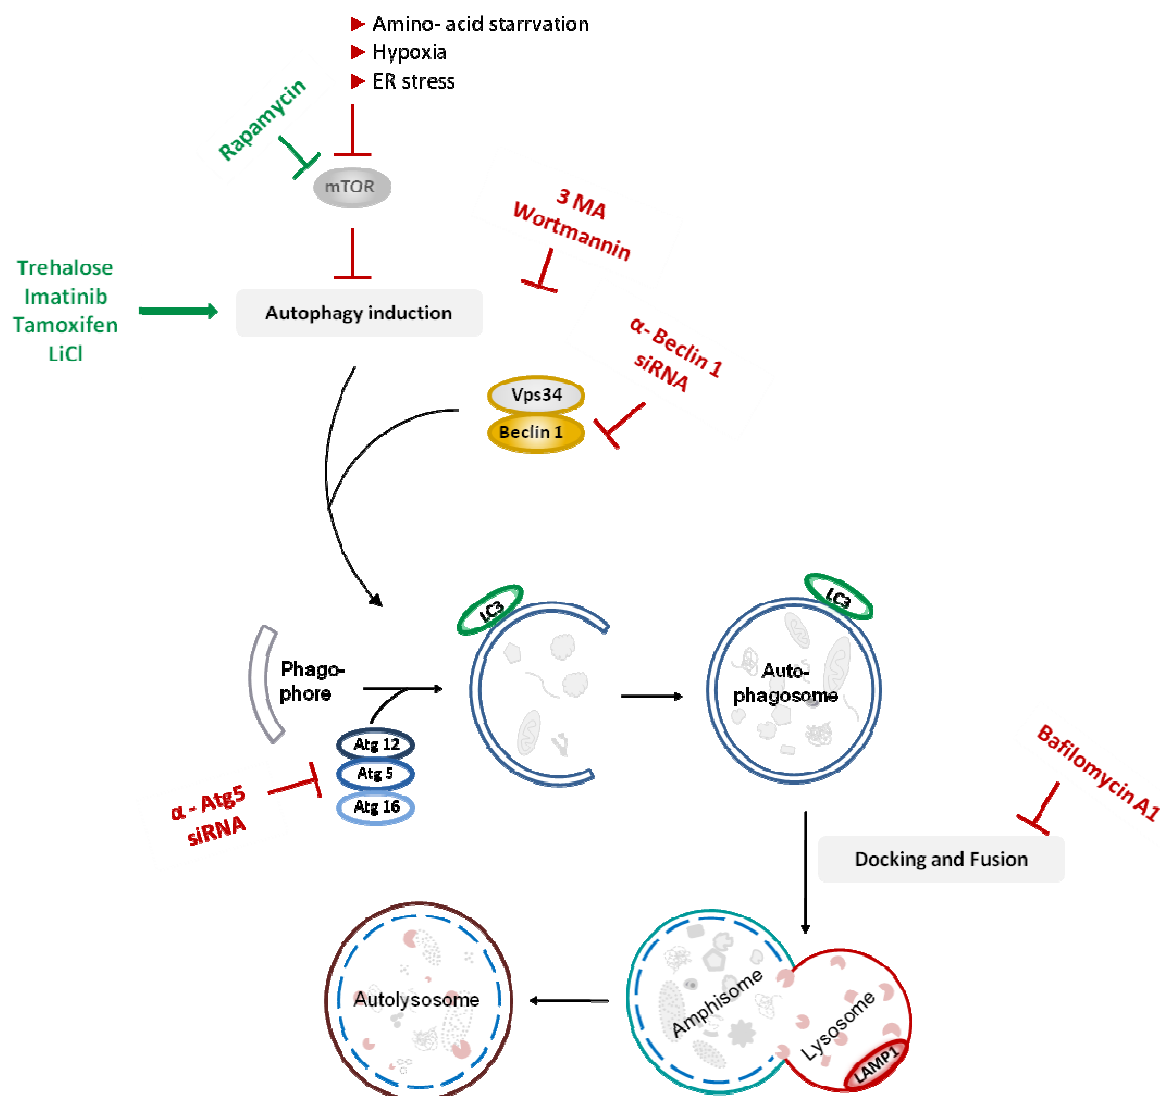 Amino- acid starrvation
Hypoxia
ER stress
Rapamycin
mTOR
3 MA
Wortmannin
Trehalose
Imatinib
Tamoxifen
LiCl
Autophagy induction
α- Beclin 1
siRNA
Vps34
Beclin 1
LC3
LC3
Phago-
phore
Auto-
phagosome
Atg 12
Atg 5
Atg 16
α - Atg5
siRNA
Bafilomycin A1
Docking and Fusion
Autolysosome
Amphisome
Lysosome
LAMP1